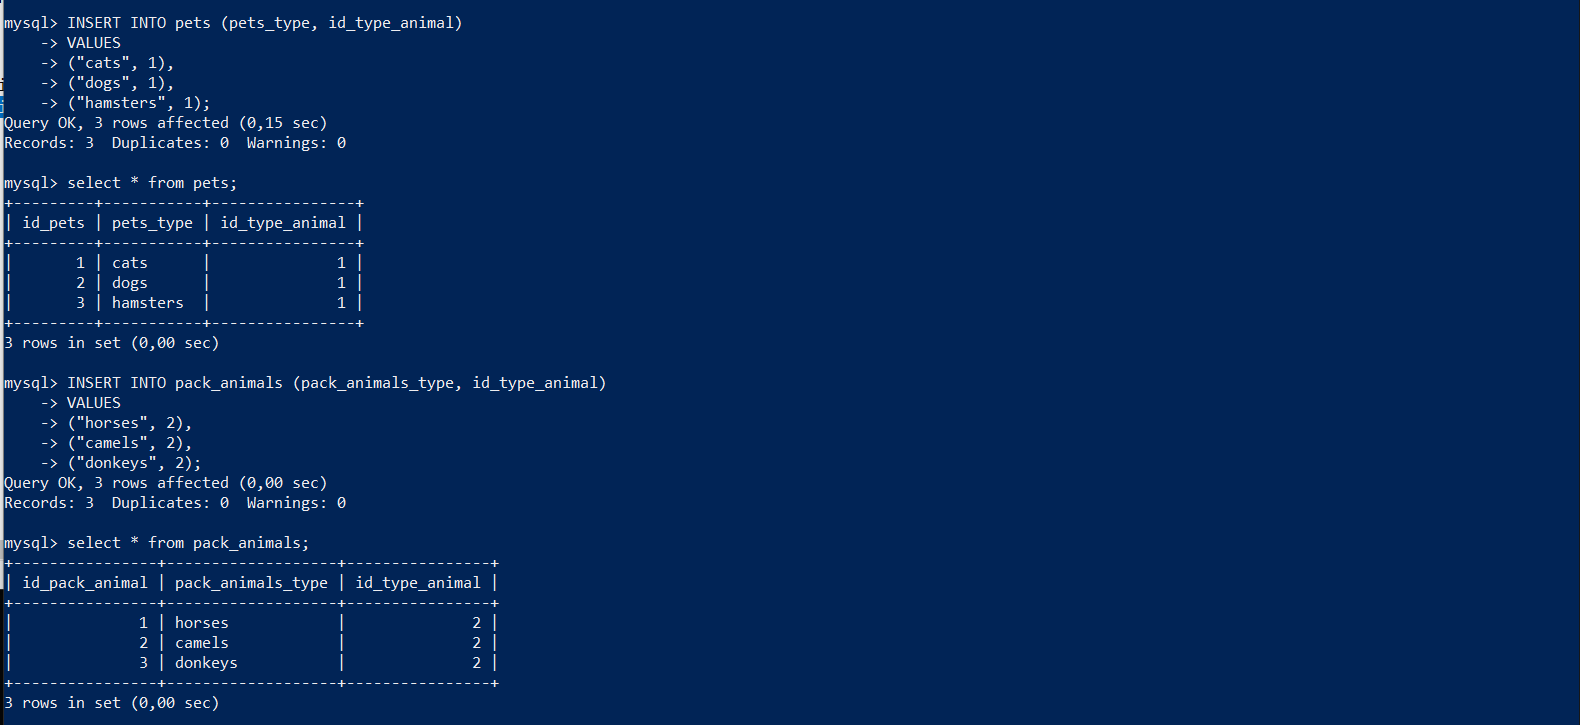 mysql> INSERT INTO pets (pets_type, id_type_animal)
    -> VALUES
    -> ("cats", 1),
    -> ("dogs", 1),
    -> ("hamsters", 1);
Query OK, 3 rows affected (0,15 sec)
Records: 3  Duplicates: 0  Warnings: 0

mysql> select * from pets;
+---------+-----------+----------------+
| id_pets | pets_type | id_type_animal |
+---------+-----------+----------------+
|       1 | cats      |              1 |
|       2 | dogs      |              1 |
|       3 | hamsters  |              1 |
+---------+-----------+----------------+
3 rows in set (0,00 sec)

mysql> INSERT INTO pack_animals (pack_animals_type, id_type_animal)
    -> VALUES
    -> ("horses", 2),
    -> ("camels", 2),
    -> ("donkeys", 2);
Query OK, 3 rows affected (0,00 sec)
Records: 3  Duplicates: 0  Warnings: 0

mysql> select * from pack_animals;
+----------------+-------------------+----------------+
| id_pack_animal | pack_animals_type | id_type_animal |
+----------------+-------------------+----------------+
|              1 | horses            |              2 |
|              2 | camels            |              2 |
|              3 | donkeys           |              2 |
+----------------+-------------------+----------------+
3 rows in set (0,00 sec)